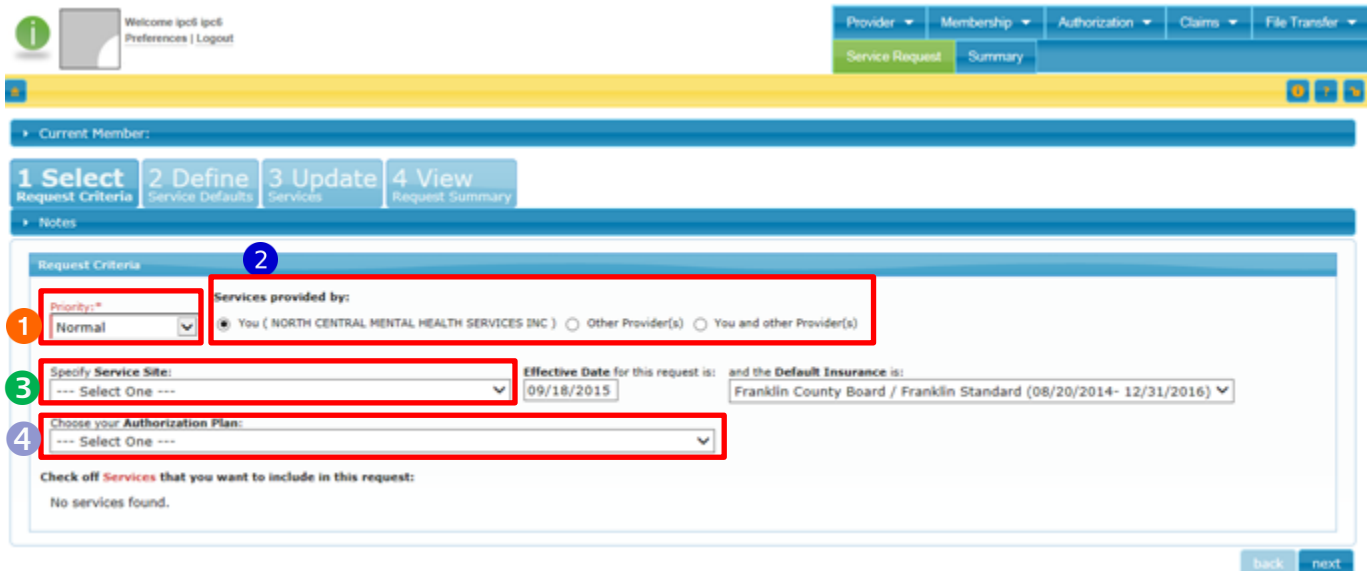 Welcome ipc6 ipc6
Preferences | Logout
Provider Membership Authorization Claims File Transfer
Service Request Summary
Current Member:
1 Select 2 Define 3 Update 4 View
Request Criteria Service Defaults Services Request Summary
Notes
Request Criteria
2
1
Priority:*
Normal
Services provided by:
You ( NORTH CENTRAL MENTAL HEALTH SERVICES INC ) Other Provider(s) You and other Provider(s)
3
Specify Service Site:
--- Select One ---
Effective Date for this request is:
09/18/2015
and the Default Insurance is:
Franklin County Board / Franklin Standard (08/20/2014- 12/31/2016)
4
Choose your Authorization Plan:
--- Select One ---
Check off Services that you want to include in this request:
No services found.
back next